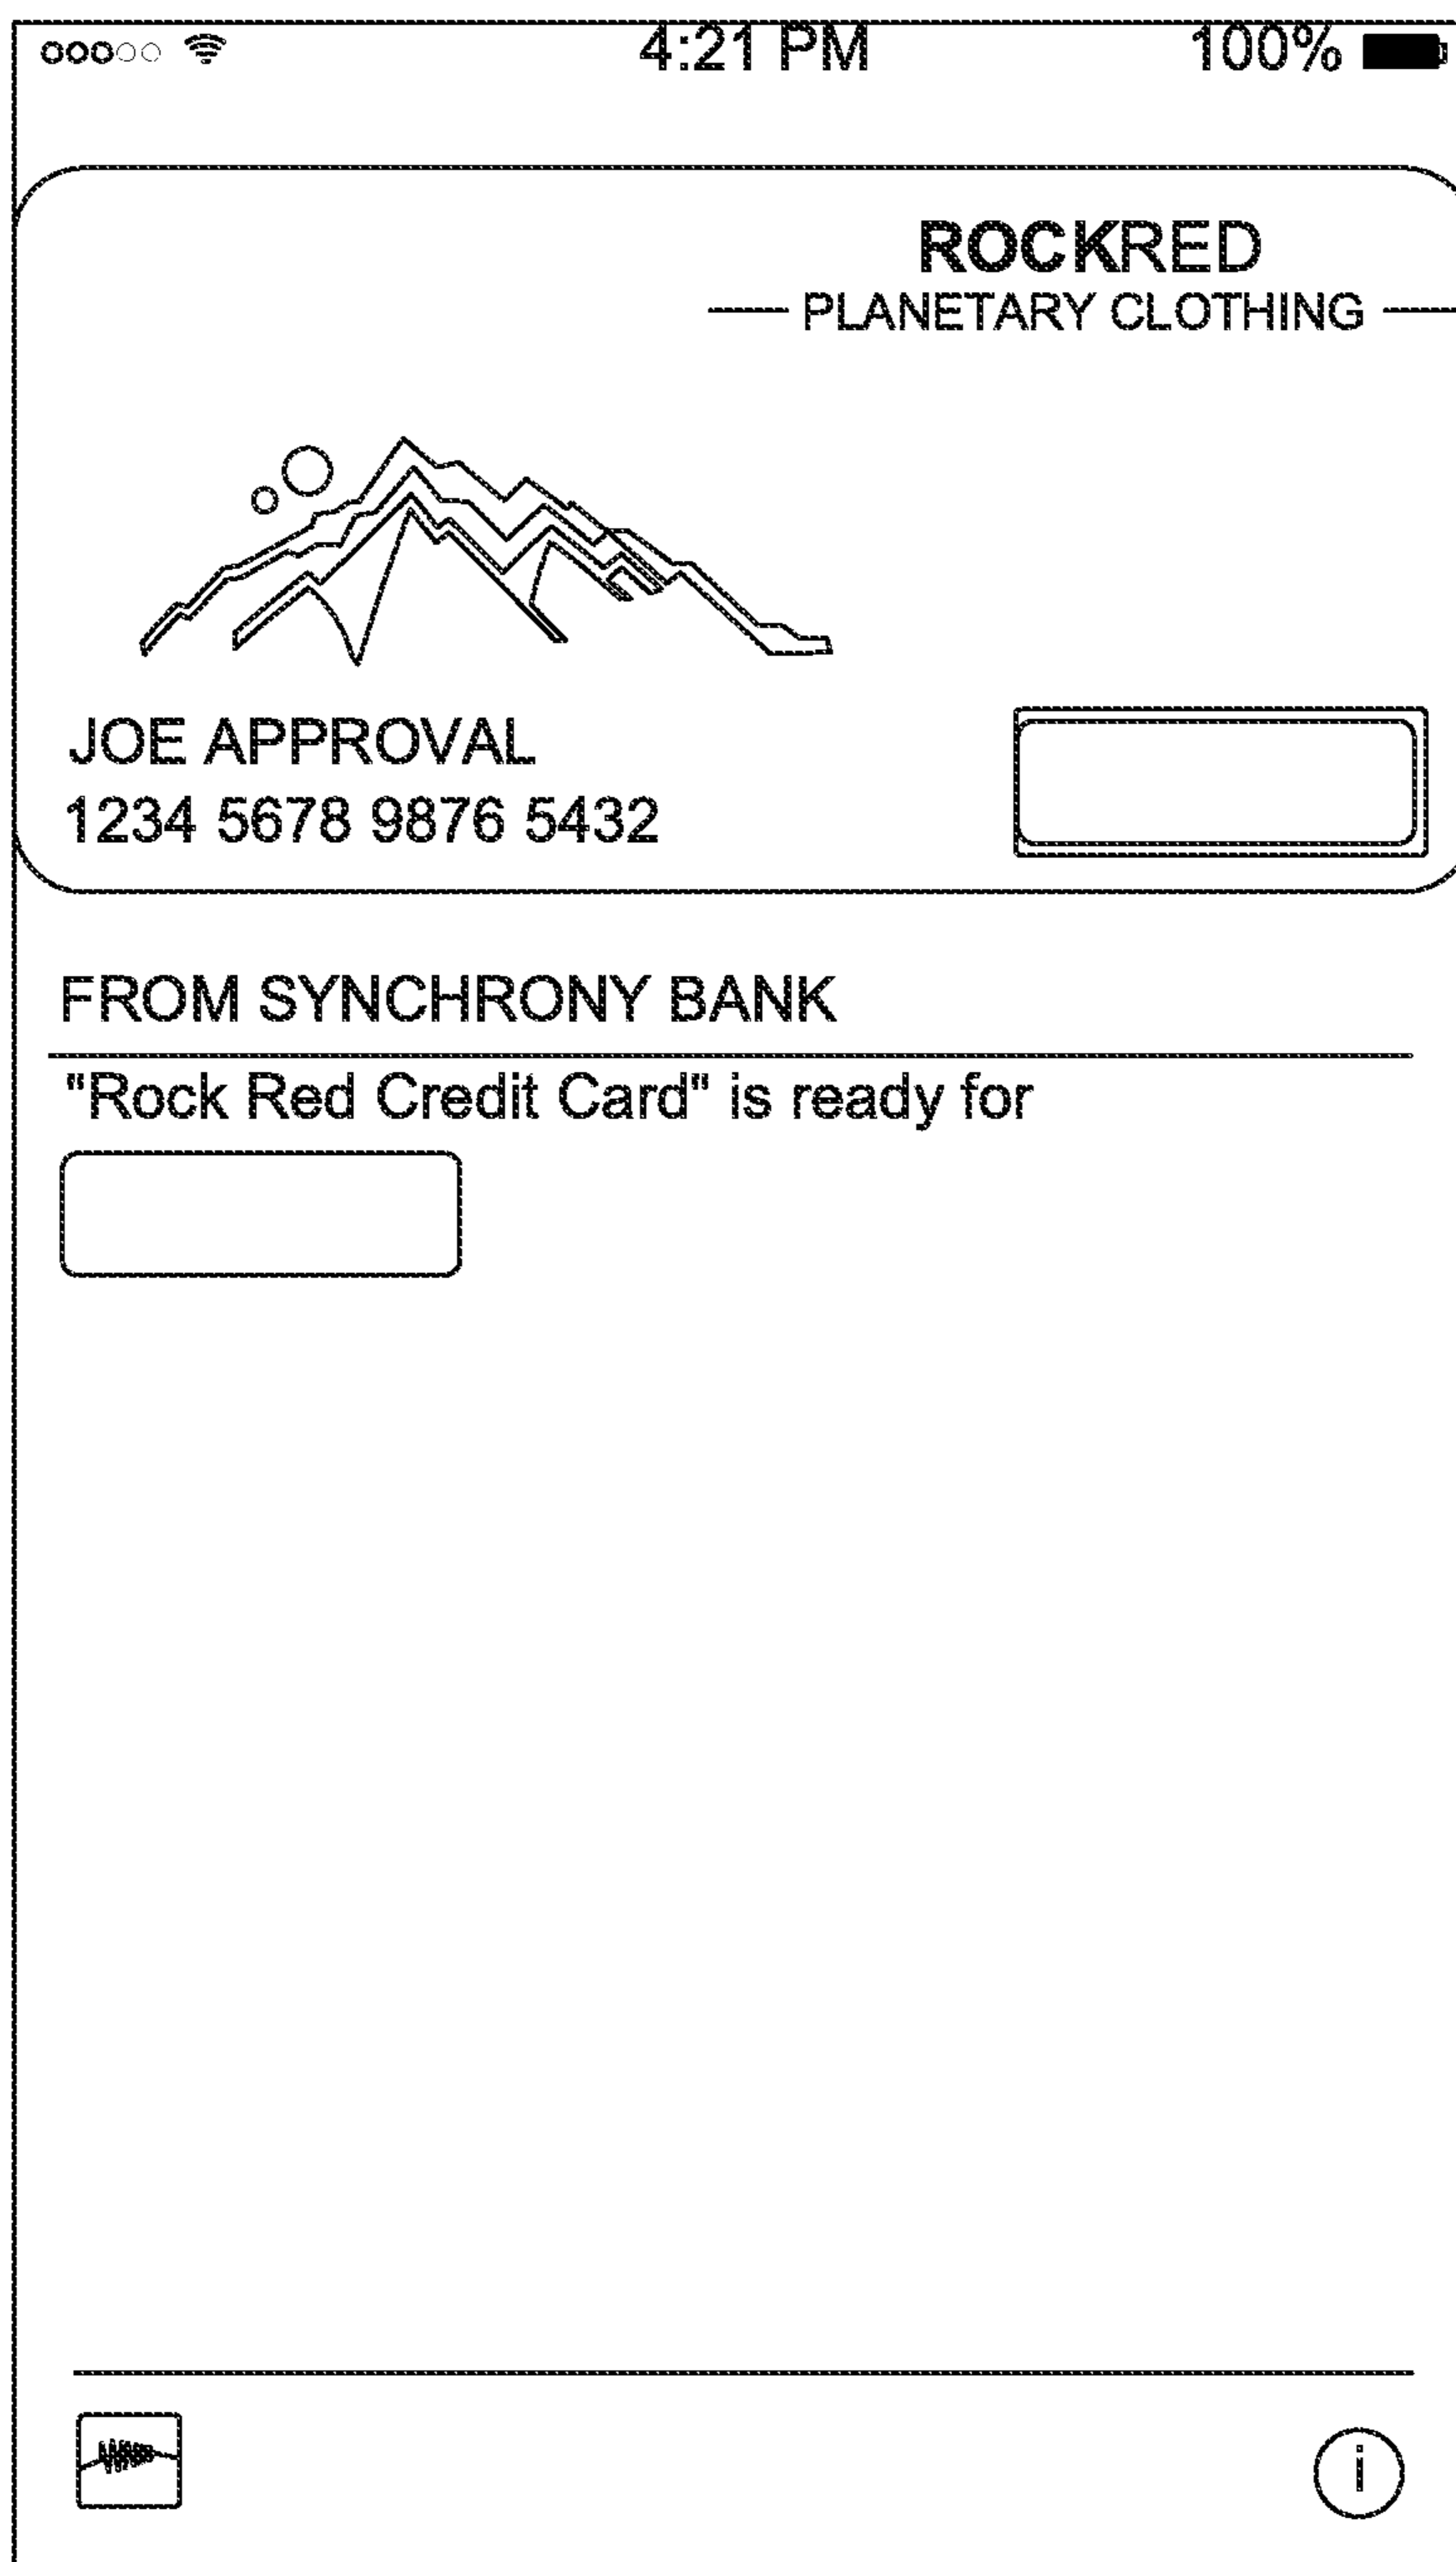 4:21 PM 100%
ROCKRED
PLANETARY CLOTHING
JOE APPROVAL
1234 5678 9876 5432
FROM SYNCHRONY BANK
"Rock Red Credit Card" is ready for
i